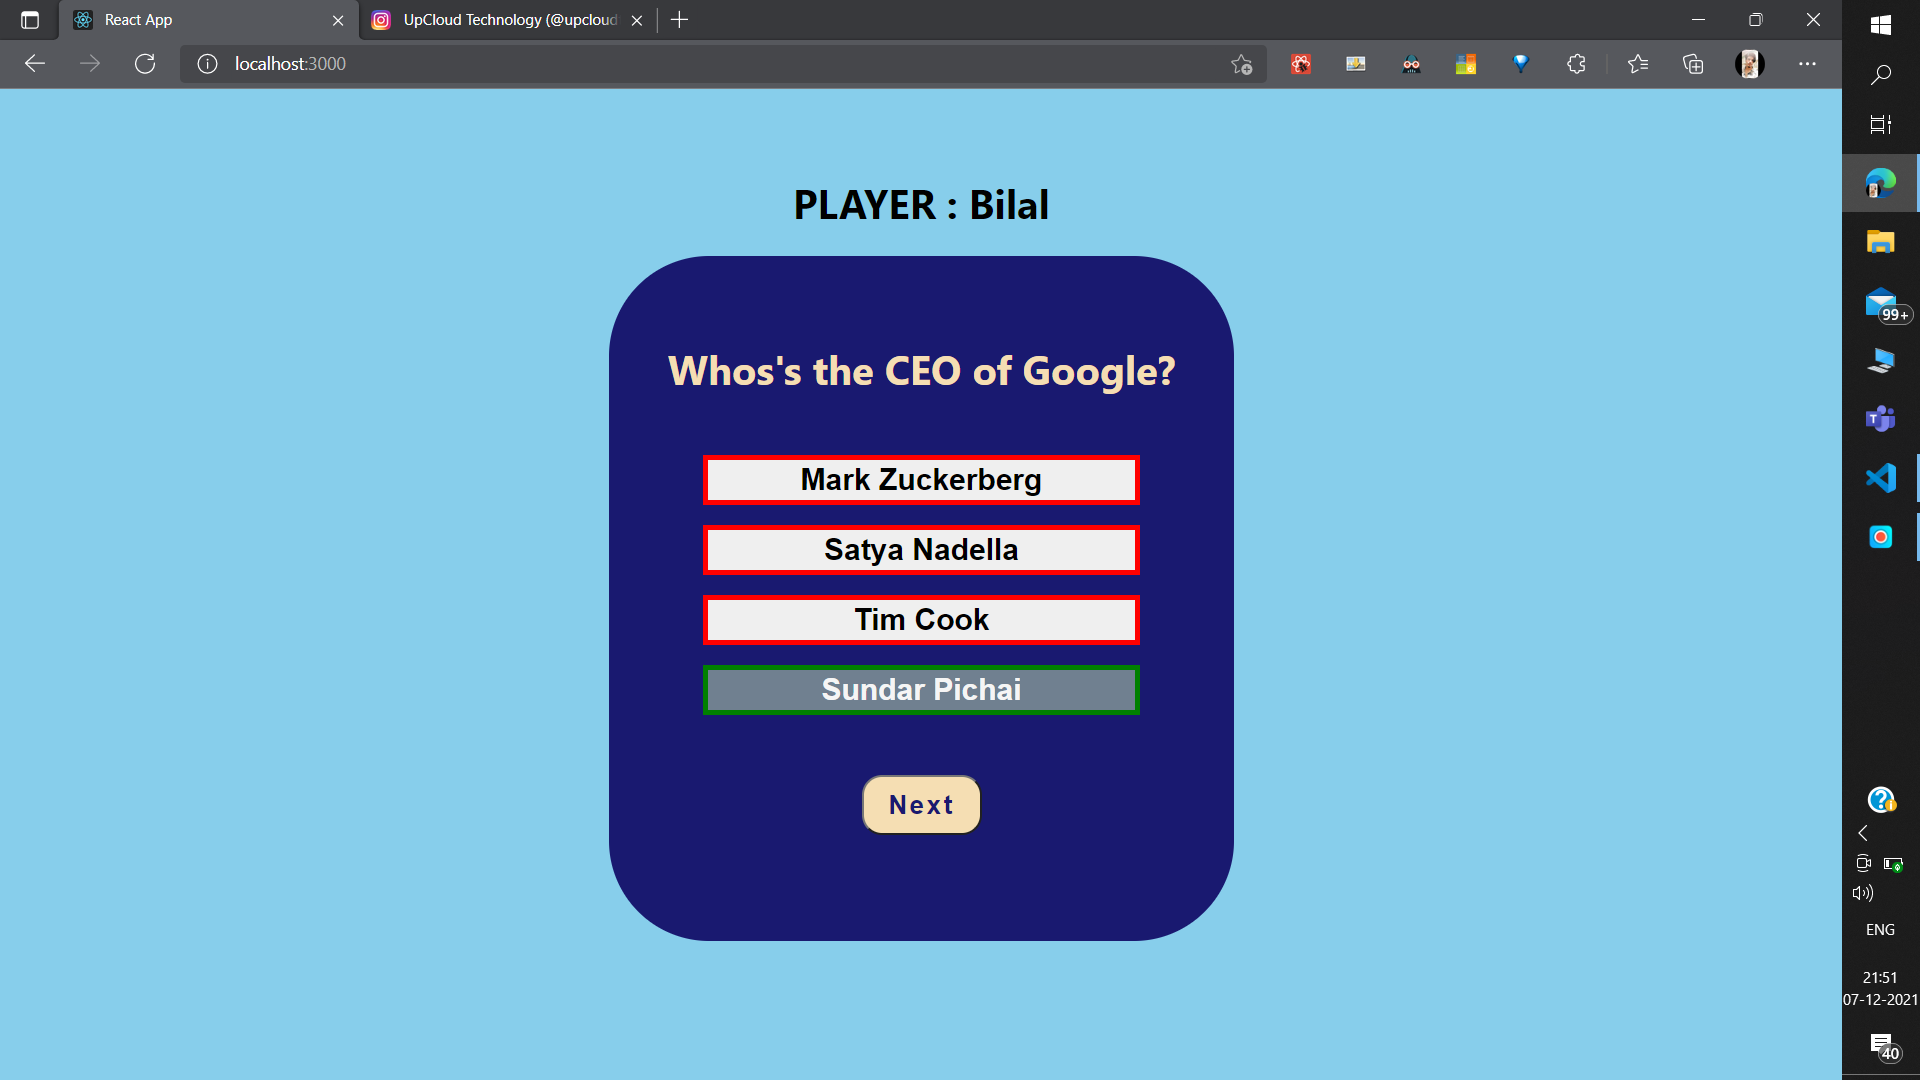 React App
UpCloud Technology (@upcloud
localhost:3000
PLAYER : Bilal
Whos's the CEO of Google?
Mark Zuckerberg
Satya Nadella
Tim Cook
Sundar Pichai
Next
99+
T
ENG
21:51
07-12-2021
40